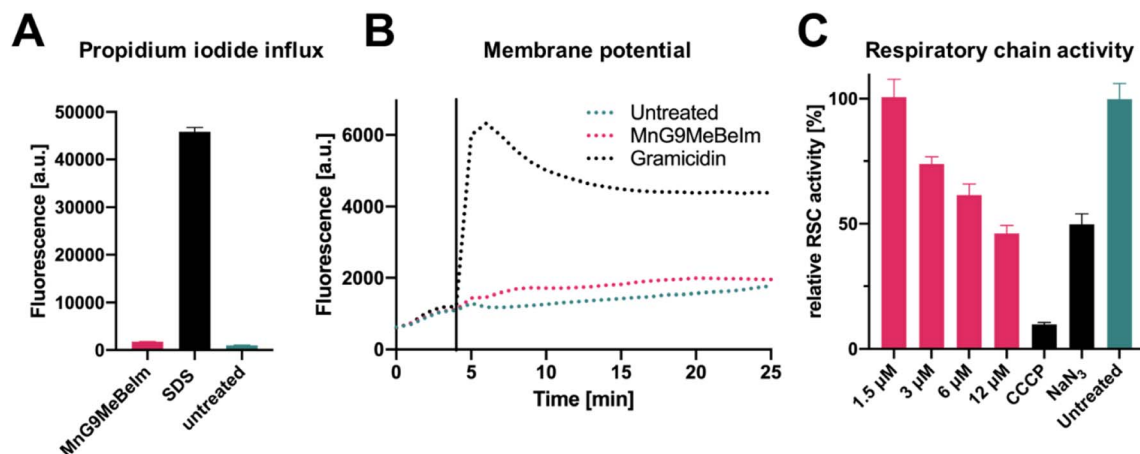 A
Propidium iodide influx
Fluorescence [a.u.]
50000
40000
30000
20000
10000
0
MnG9MeBeIm
SDS
untreated
B
Membrane potential
Fluorescence [a.u.]
6000
4000
2000
0
Untreated
MnG9MeBeIm
Gramicidin
0
5
10
15
20
25
Time [min]
C
Respiratory chain activity
relative RSC activity [%]
100
50
0
1.5 µM
3 µM
6 µM
12 µM
CCCP
NaN₃
Untreated